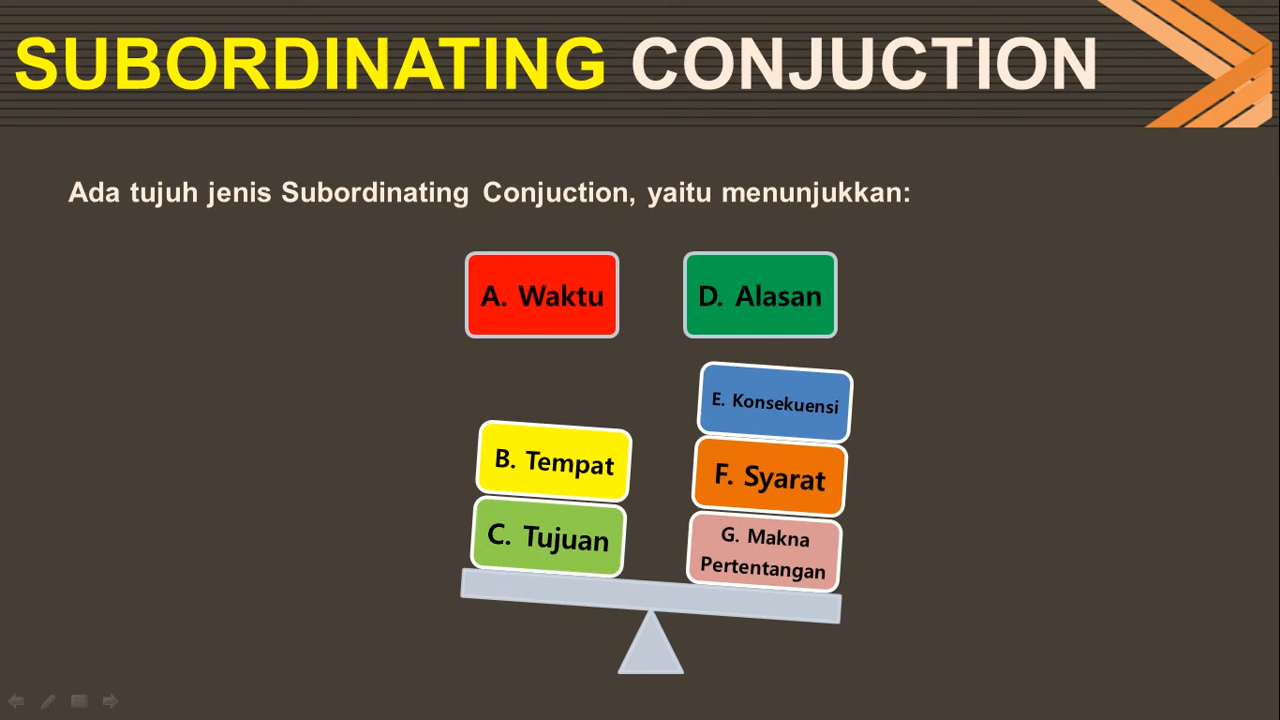 SUBORDINATING CONJUCTION
Ada tujuh jenis Subordinating Conjuction, yaitu menunjukkan:
A. Waktu
D. Alasan
E. Konsekuensi
B. Tempat
F. Syarat
C. Tujuan
G. Makna
Pertentangan